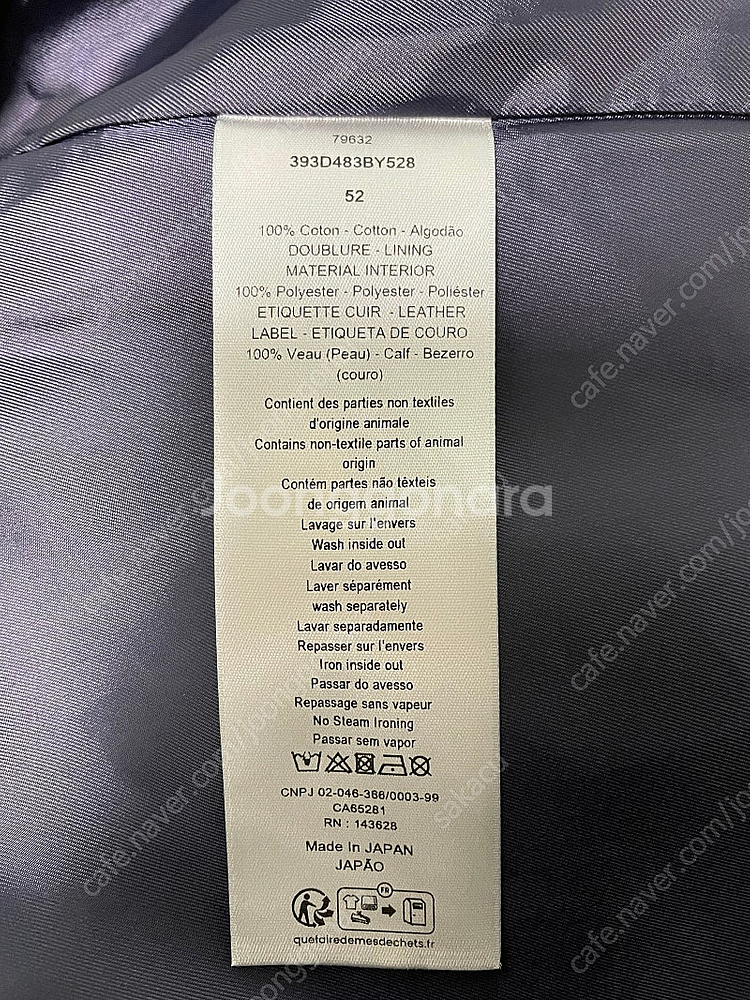 79632
393D483BY528
52
100% Coton - Cotton - Algodão
DOUBLURE - LINING
MATERIAL INTERIOR
100% Polyester - Polyester - Poliéster
ETIQUETTE CUIR - LEATHER
LABEL - ETIQUETA DE COURO
100% Veau (Peau) - Calf - Bezerro
(couro)
Contient des parties non textiles
d'origine animale
Contains non-textile parts of animal
origin
Contém partes não têxteis
de origem animal
Joonggonara
Lavage sur l'envers
Wash inside out
Lavar do avesso
Laver séparément
wash separately
Lavar separadamente
Repasser sur l'envers
Iron inside out
Passar do avesso
Repassage sans vapeur
No Steam Ironing
Passar sem vapor
CNPJ 02-046-366/0003-99
CA65281
RN : 143628
Made In JAPAN
JAPÃO
FR
quefairedemesdechets.fr
cafe.naver.com/jo
cafe.naver.com/jo
cafe.naver.com/joong
cafe.naver.com/jo
sakacu